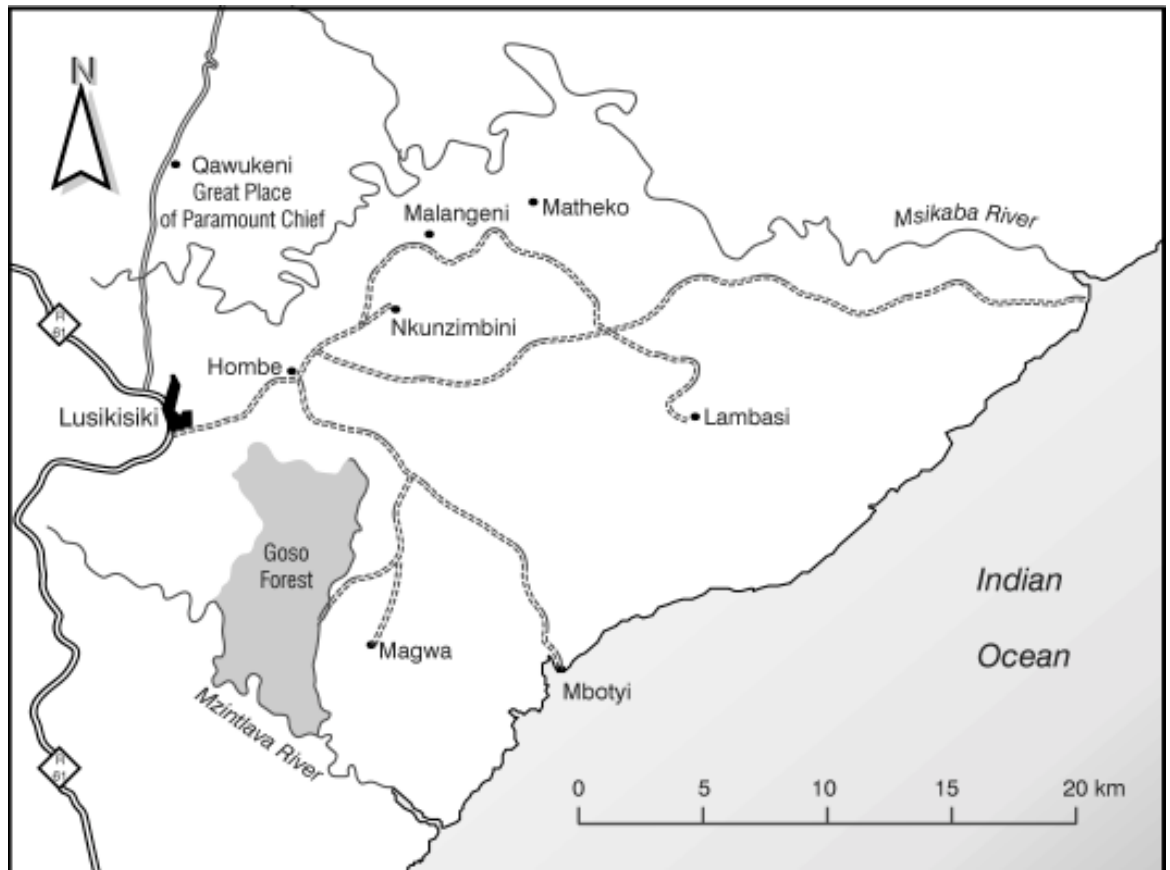 N
Qawukeni
Great Place
of Paramount Chief
Malangeni
Matheko
Msikaba River
R
61
Nkunzimbini
Hombe
Lusikisiki
Lambasi
Goso
Forest
Indian
Ocean
Magwa
Mbotyi
Mzintlava River
R
61
0 5 10 15 20 km